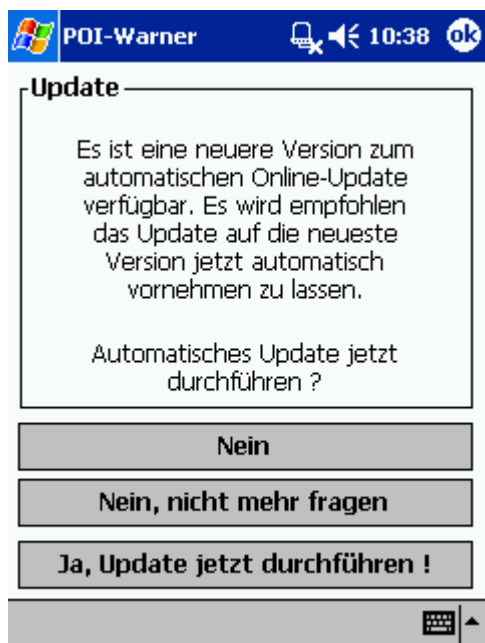 POI-Warner 10:38 ok
Update
Es ist eine neuere Version zum
automatischen Online-Update
verfügbar. Es wird empfohlen
das Update auf die neueste
Version jetzt automatisch
vornehmen zu lassen.
Automatisches Update jetzt
durchführen ?
Nein
Nein, nicht mehr fragen
Ja, Update jetzt durchführen !